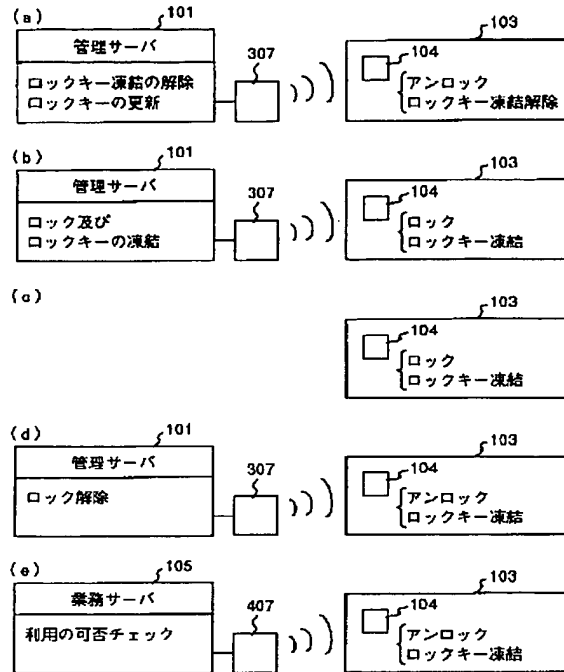 (a)
101
管理サーバ
ロックキー凍結の解除
ロックキーの更新
307
103
104
アンロック
ロックキー凍結解除
(b)
101
管理サーバ
ロック及び
ロックキーの凍結
307
103
104
ロック
ロックキー凍結
(c)
103
104
ロック
ロックキー凍結
(d)
101
管理サーバ
ロック解除
307
103
104
アンロック
ロックキー凍結
(e)
105
業務サーバ
利用の可否チェック
407
103
104
アンロック
ロックキー凍結